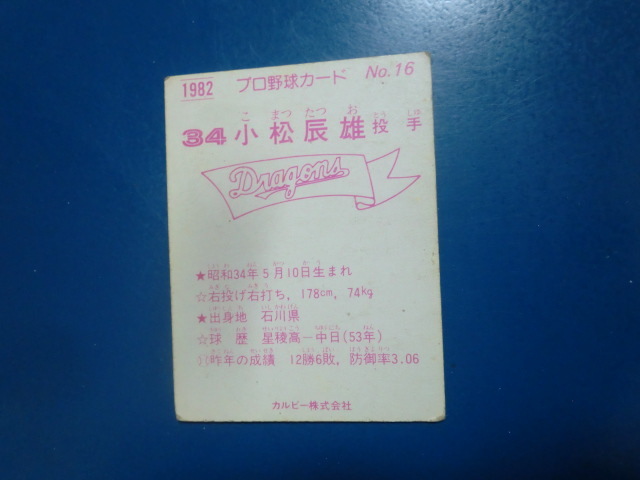 1982 プロ野球カード No.16
こ まつ たつ お とう しゅ
34 小松辰雄 投手
Dragons
★昭和34年5月10日生まれ
☆右投げ右打ち, 178cm, 74kg
★出身地 石川県
☆球歴 星稜高―中日(53年)
昨年の成績 12勝6敗, 防御率3.06
カルビー株式会社